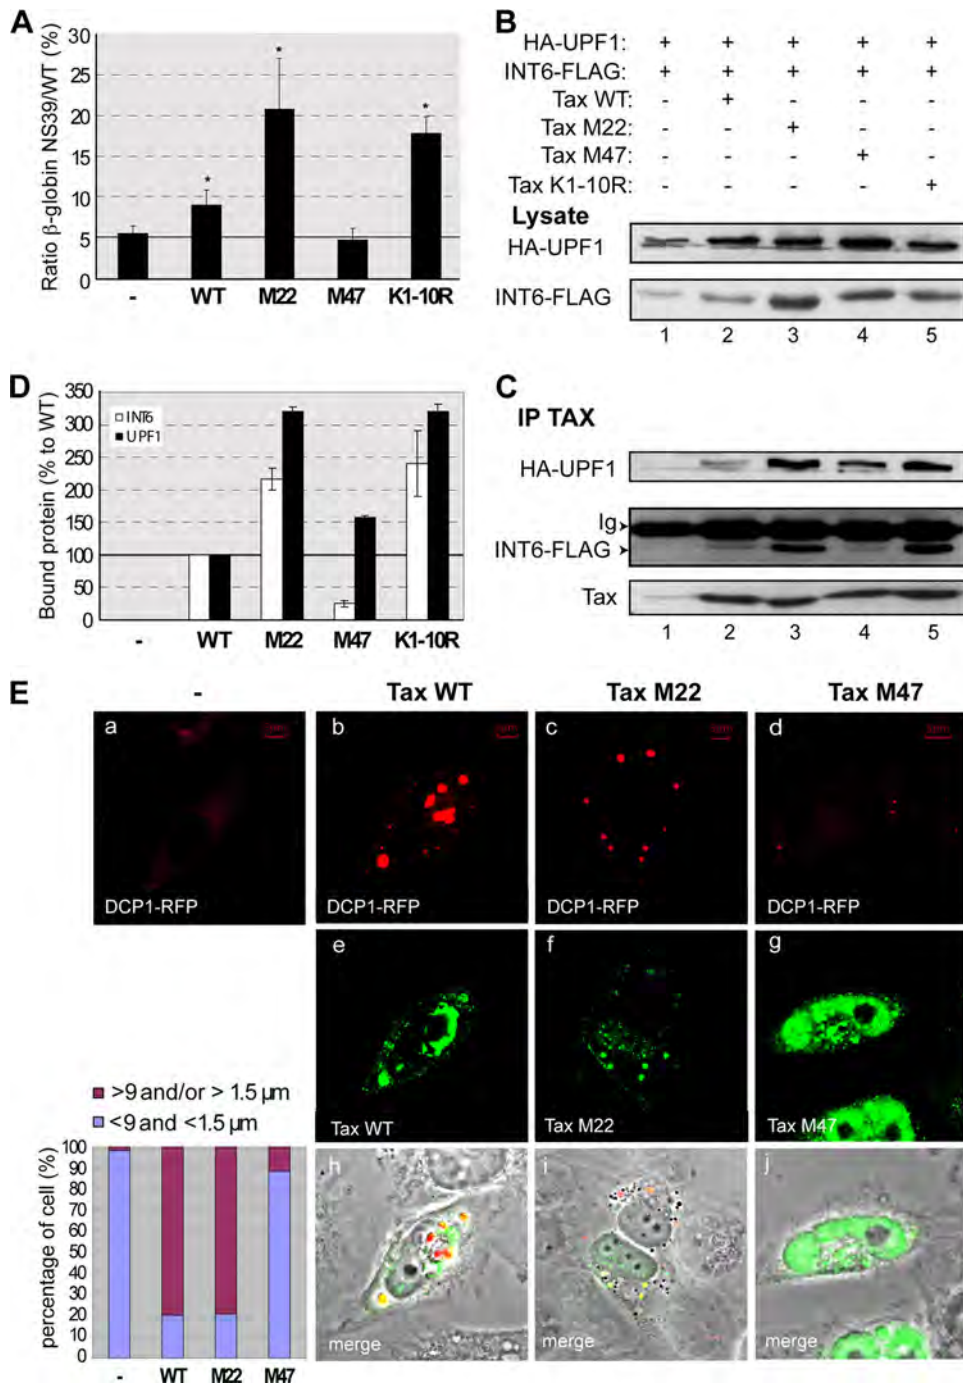 A
Ratio β-globin NS39/WT (%)
30
25
20
15
10
5
0
*
*
*
- WT M22 M47 K1-10R
B
HA-UPF1: + + + + +
INT6-FLAG: + + + + +
Tax WT: - + - - -
Tax M22: - - + - -
Tax M47: - - - + -
Tax K1-10R: - - - - +
Lysate
HA-UPF1
INT6-FLAG
1 2 3 4 5
D
Bound protein (% to WT)
350
300
250
200
150
100
50
0
INT6
UPF1
- WT M22 M47 K1-10R
C
IP TAX
HA-UPF1
Ig
INT6-FLAG
Tax
1 2 3 4 5
E
- Tax WT Tax M22 Tax M47
a b c d
DCP1-RFP DCP1-RFP DCP1-RFP DCP1-RFP
e f g
Tax WT Tax M22 Tax M47
h i j
merge merge merge
>9 and/or > 1.5 µm
<9 and <1.5 µm
percentage of cell (%)
100
90
80
70
60
50
40
30
20
10
0
- WT M22 M47